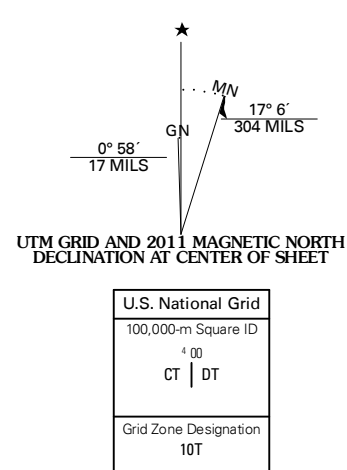 MN
GN
17° 6´
304 MILS
0° 58´
17 MILS
UTM GRID AND 2011 MAGNETIC NORTH
DECLINATION AT CENTER OF SHEET
U.S. National Grid
100,000-m Square ID
4 00
CT | DT
Grid Zone Designation
10T